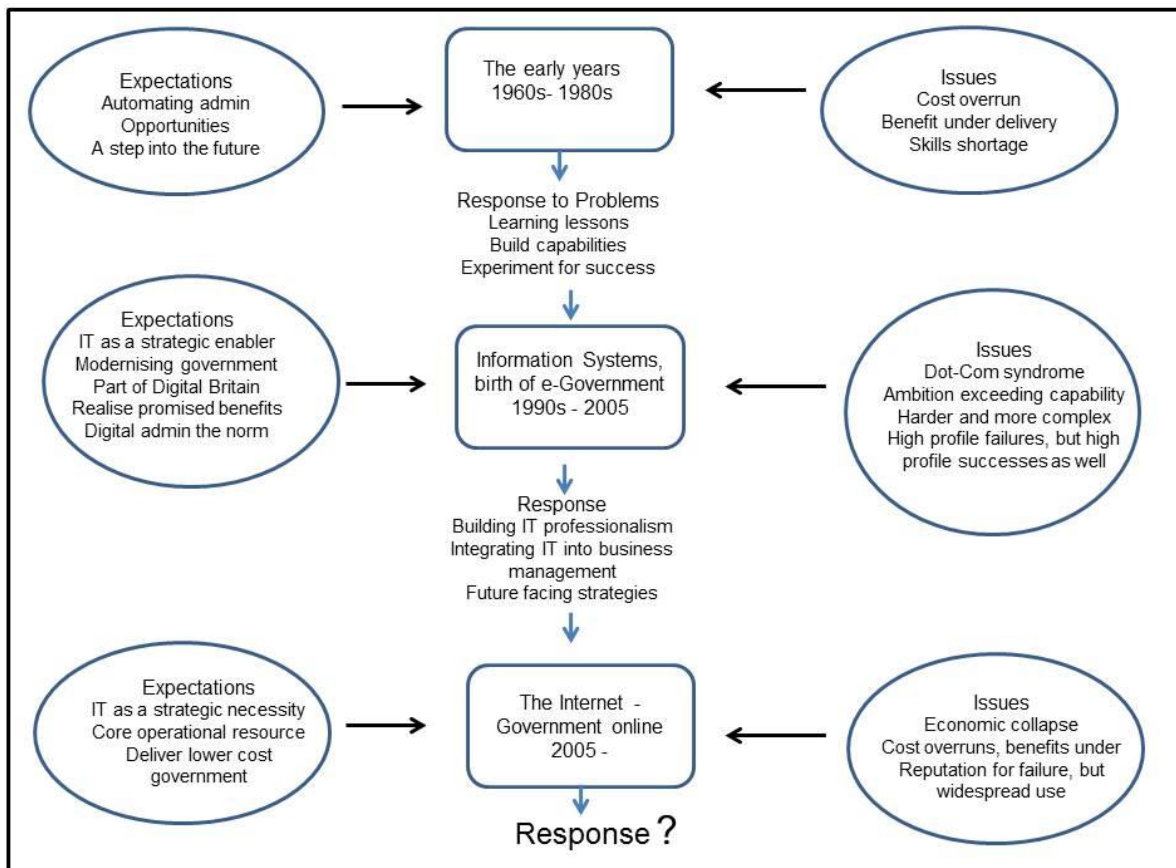 Expectations
Automating admin
Opportunities
A step into the future
The early years
1960s- 1980s
Issues
Cost overrun
Benefit under delivery
Skills shortage
Response to Problems
Learning lessons
Build capabilities
Experiment for success
Expectations
IT as a strategic enabler
Modernising government
Part of Digital Britain
Realise promised benefits
Digital admin the norm
Information Systems,
birth of e-Government
1990s - 2005
Issues
Dot-Com syndrome
Ambition exceeding capability
Harder and more complex
High profile failures, but high
profile successes as well
Response
Building IT professionalism
Integrating IT into business
management
Future facing strategies
Expectations
IT as a strategic necessity
Core operational resource
Deliver lower cost
government
The Internet -
Government online
2005 -
Issues
Economic collapse
Cost overruns, benefits under
Reputation for failure, but
widespread use
Response ?